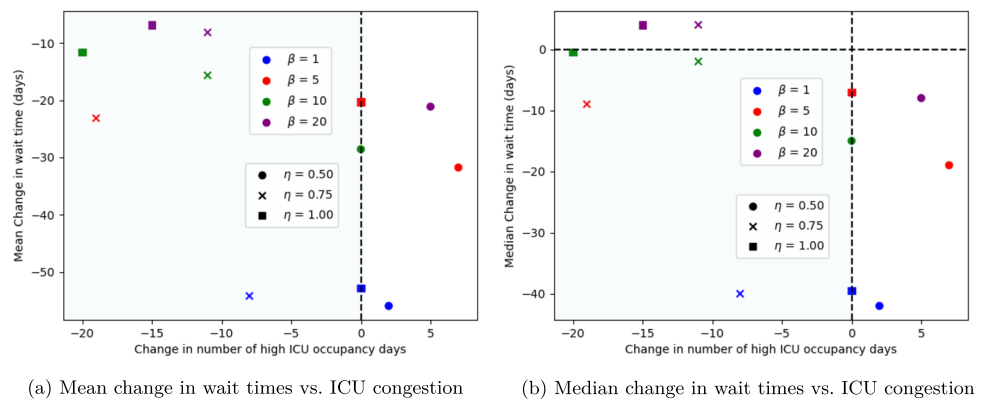 Mean Change in wait time (days)
−10
−20
−30
−40
−50
β = 1
β = 5
β = 10
β = 20
η = 0.50
η = 0.75
η = 1.00
−20 −15 −10 −5 0 5
Change in number of high ICU occupancy days
(a) Mean change in wait times vs. ICU congestion
Median Change in wait time (days)
0
−10
−20
−30
−40
β = 1
β = 5
β = 10
β = 20
η = 0.50
η = 0.75
η = 1.00
−20 −15 −10 −5 0 5
Change in number of high ICU occupancy days
(b) Median change in wait times vs. ICU congestion